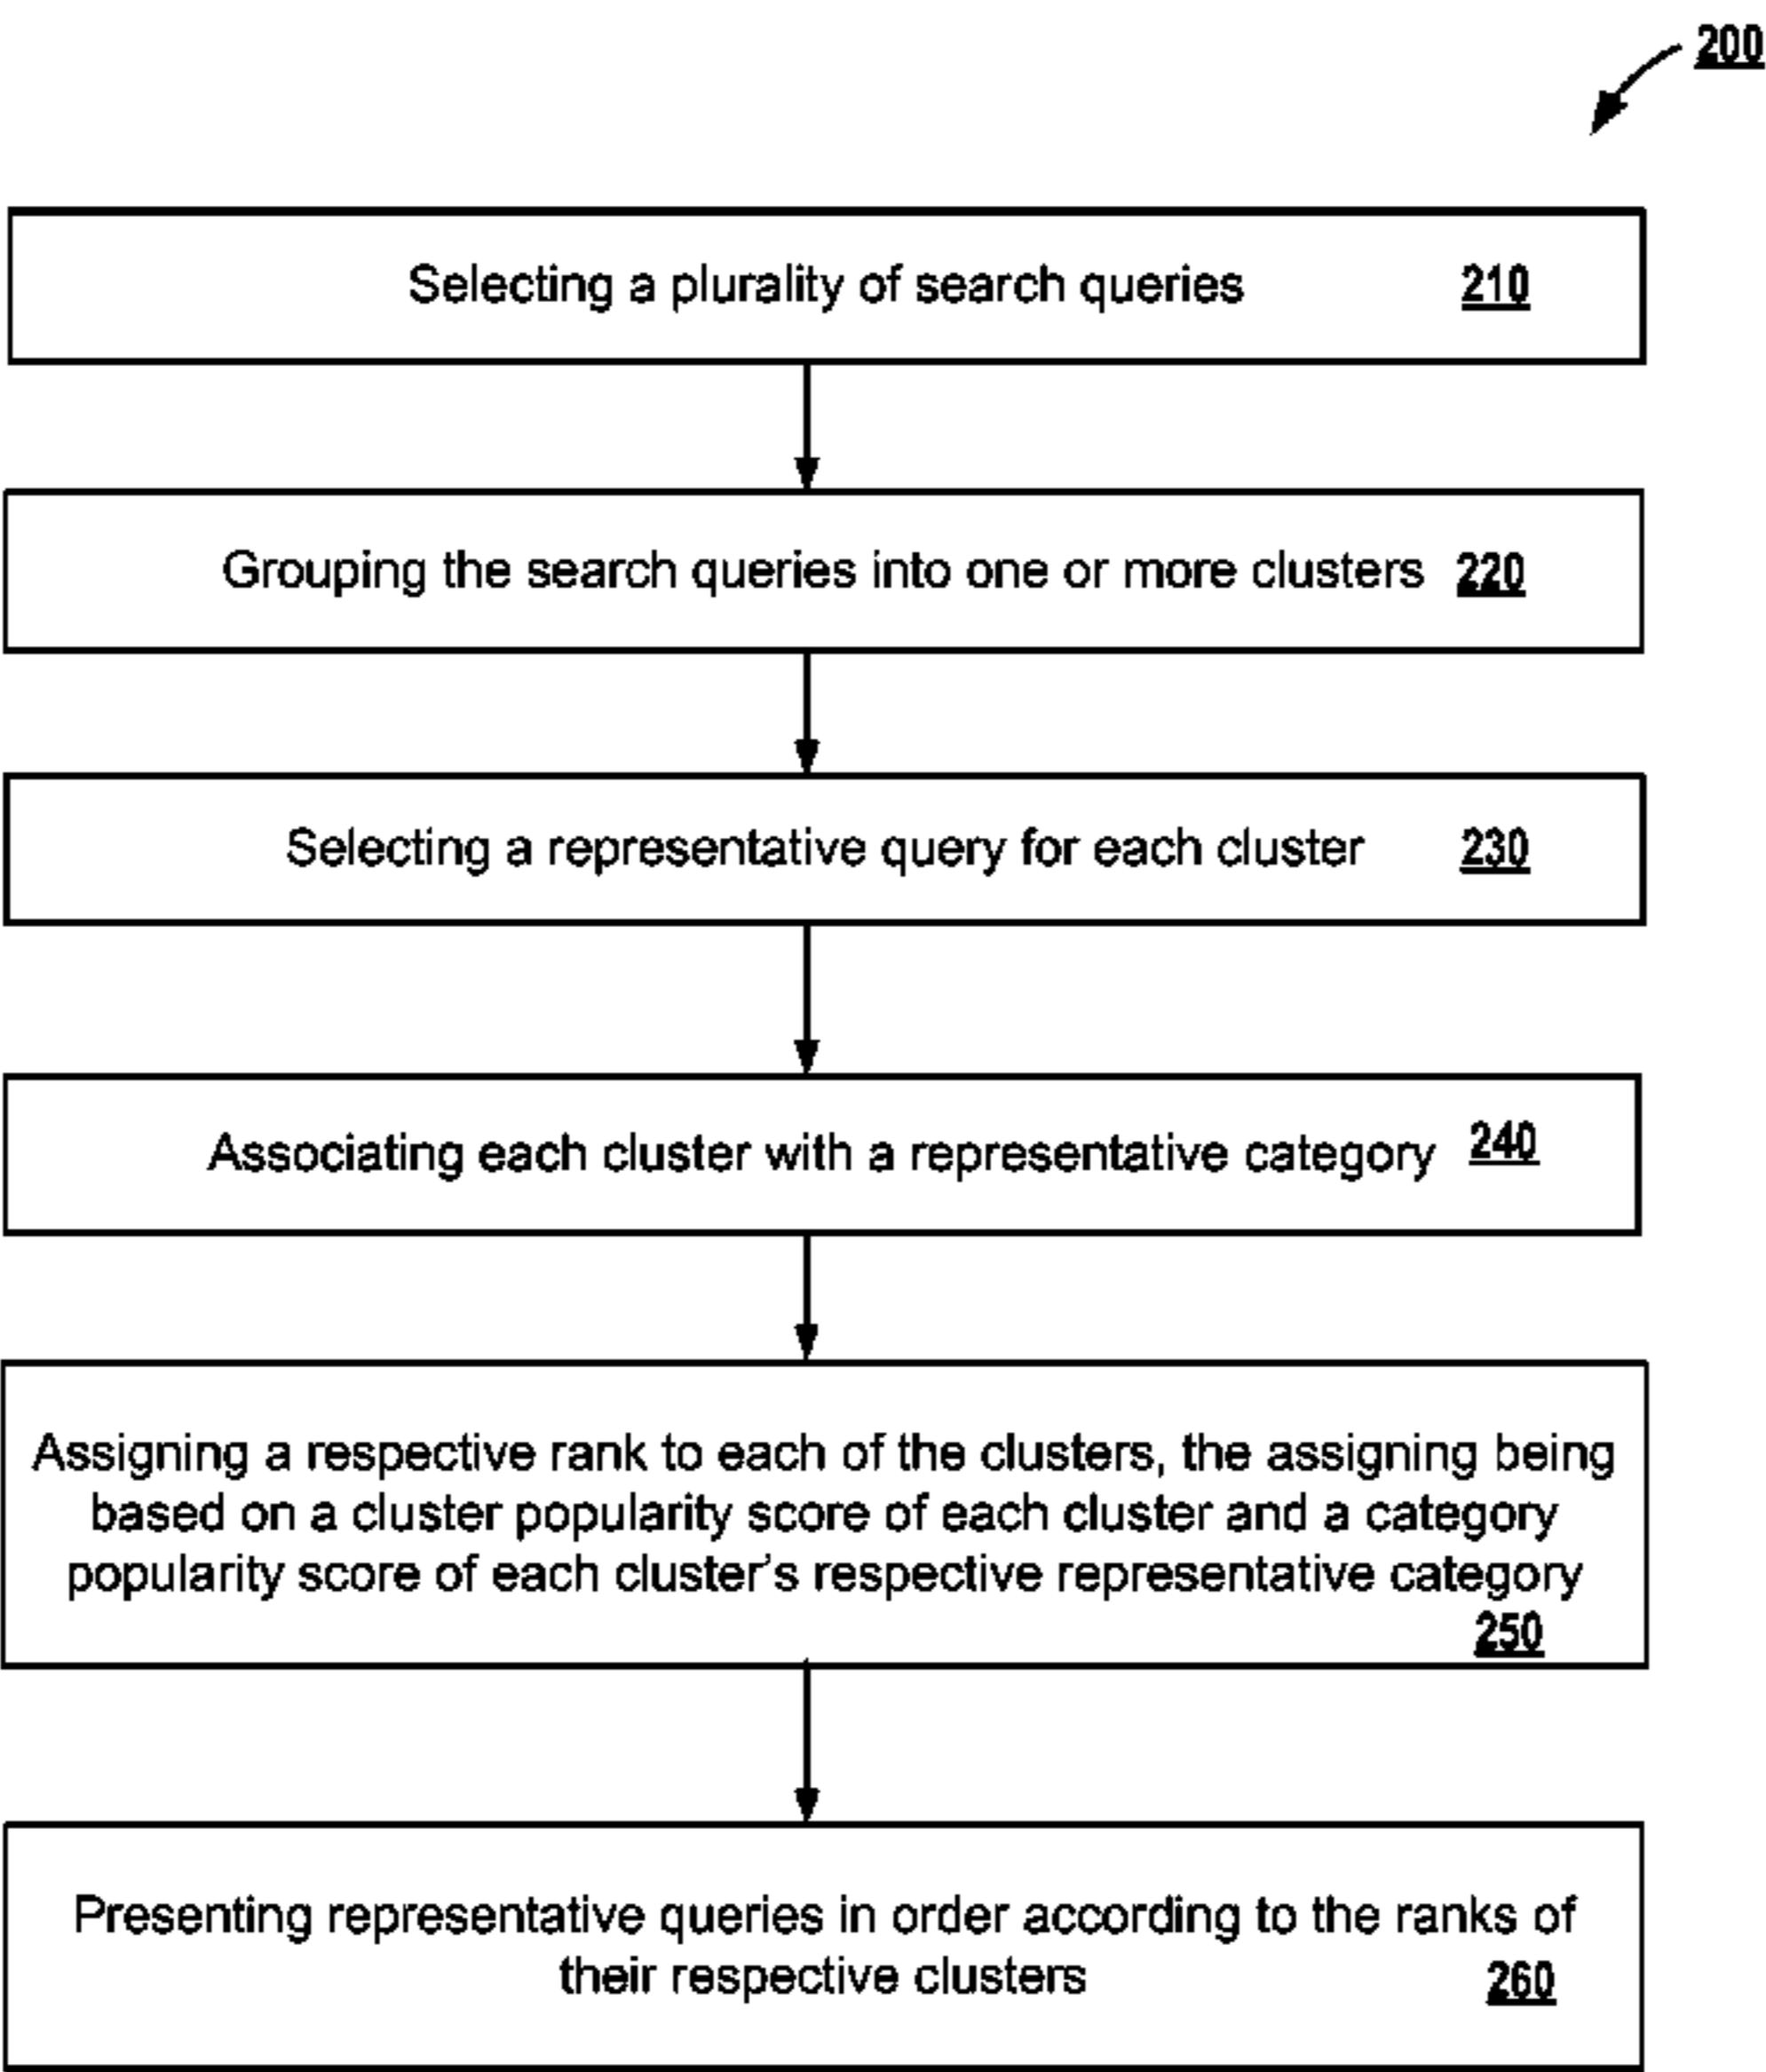 200
Selecting a plurality of search queries 210
Grouping the search queries into one or more clusters 220
Selecting a representative query for each cluster 230
Associating each cluster with a representative category 240
Assigning a respective rank to each of the clusters, the assigning being
based on a cluster popularity score of each cluster and a category
popularity score of each cluster's respective representative category
250
Presenting representative queries in order according to the ranks of
their respective clusters 260